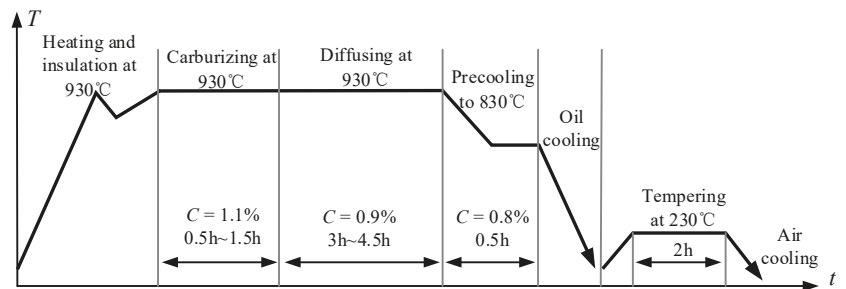 T
Heating and
insulation at
930℃
Carburizing at
930℃
Diffusing at
930℃
Precooling
to 830℃
Oil
cooling
C = 1.1%
0.5h~1.5h
C = 0.9%
3h~4.5h
C = 0.8%
0.5h
Tempering
at 230℃
2h
Air
cooling
t